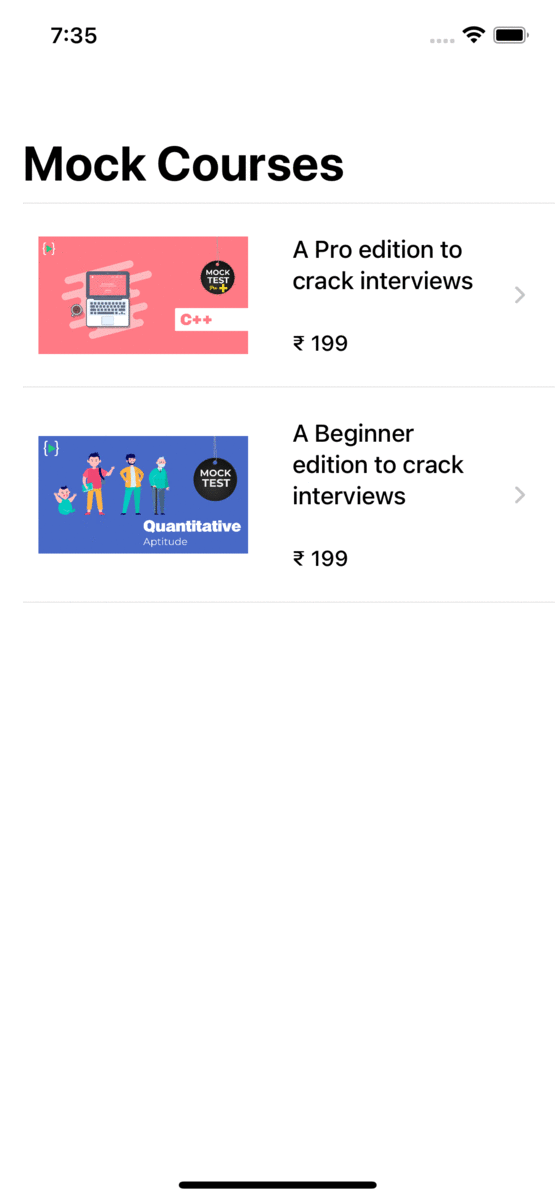 7:35
Mock Courses
MOCK
TEST
Pro
C++
A Pro edition to
crack interviews
₹ 199
MOCK
TEST
Quantitative
Aptitude
A Beginner
edition to crack
interviews
₹ 199